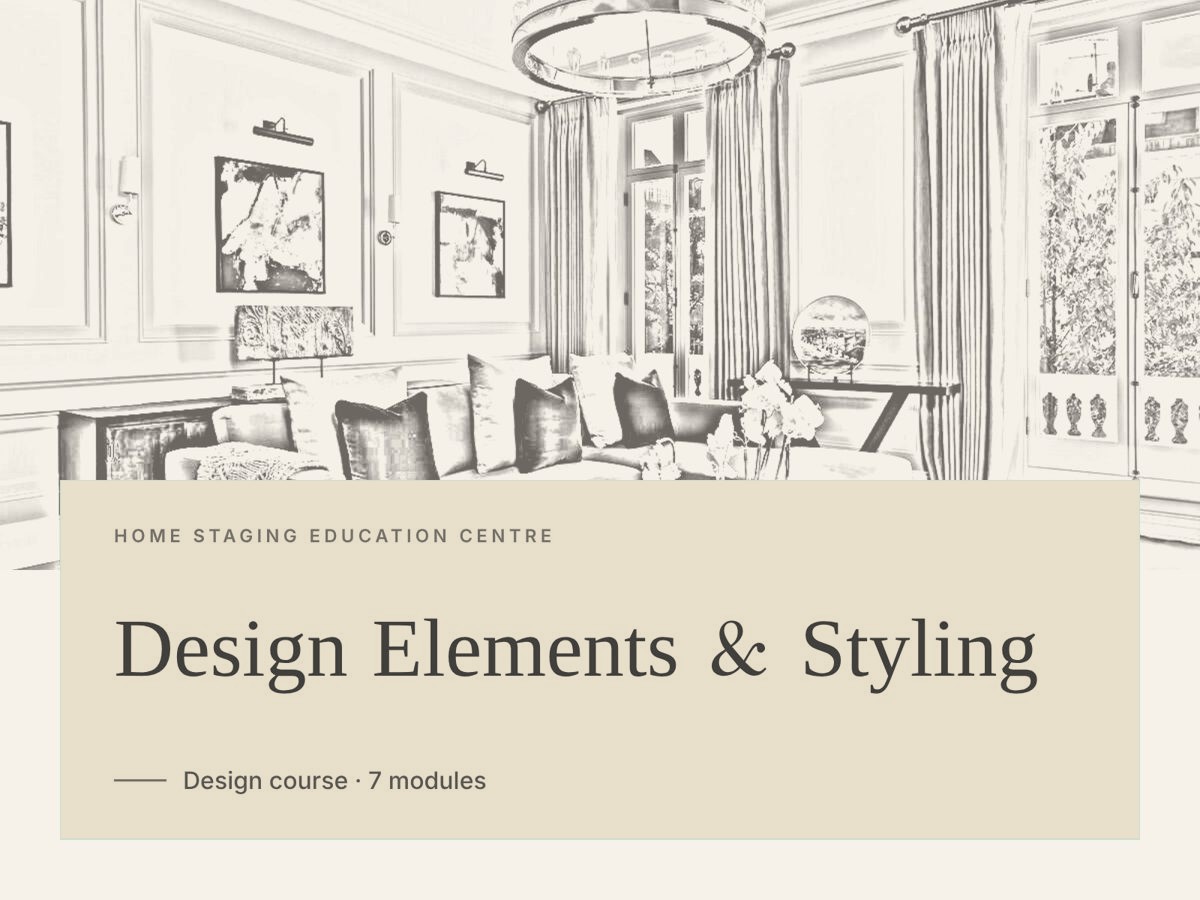 HOME STAGING EDUCATION CENTRE
Design Elements & Styling
Design course · 7 modules